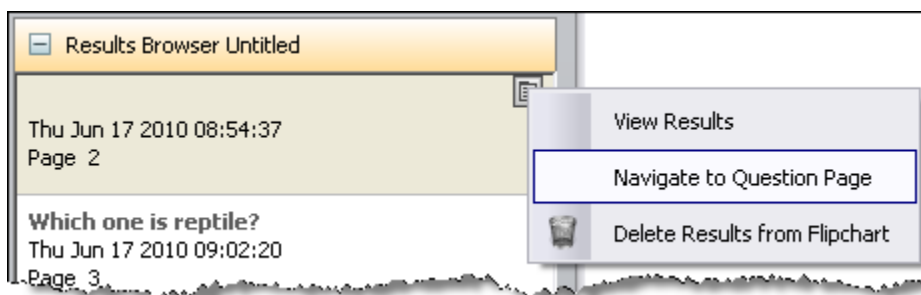 Results Browser Untitled
Thu Jun 17 2010 08:54:37
Page 2
Which one is reptile?
Thu Jun 17 2010 09:02:20
Page 3
View Results
Navigate to Question Page
Delete Results from Flipchart